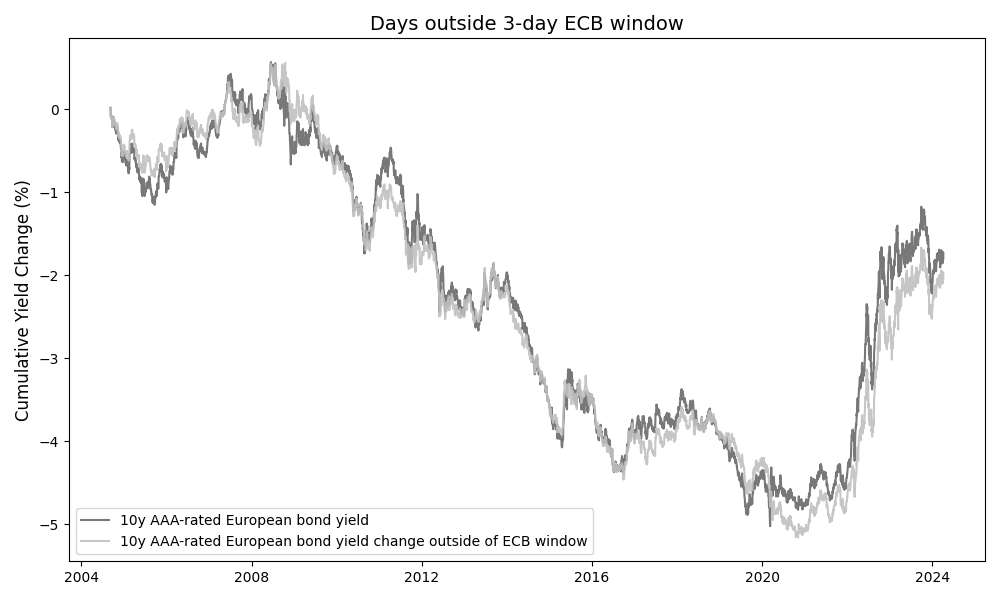 Days outside 3-day ECB window
Cumulative Yield Change (%)
0
−1
−2
−3
−4
−5
10y AAA-rated European bond yield
10y AAA-rated European bond yield change outside of ECB window
2004 2008 2012 2016 2020 2024